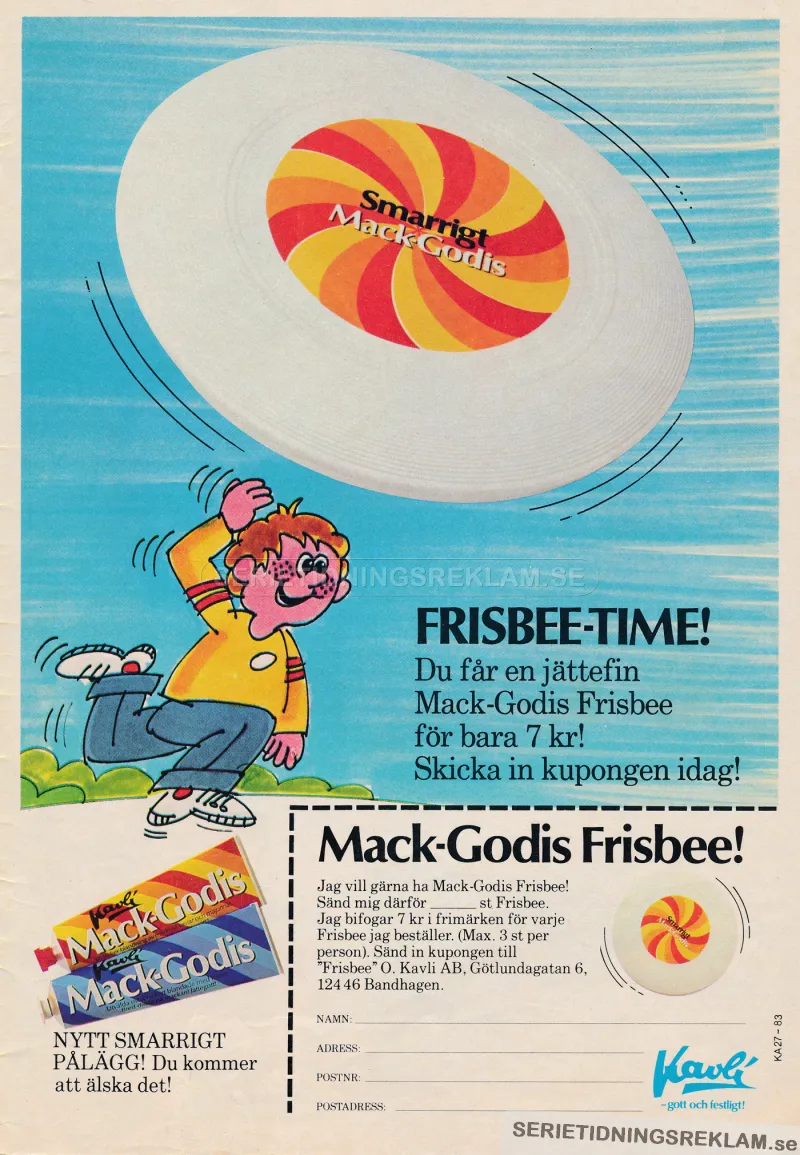 Smarrigt
Mack-Godis
SERIETIDNINGSREKLAM.SE
FRISBEE-TIME!
Du får en jättefin
Mack-Godis Frisbee
för bara 7 kr!
Skicka in kupongen idag!
Mack-Godis Frisbee!
Jag vill gärna ha Mack-Godis Frisbee!
Sänd mig därför ______ st Frisbee.
Jag bifogar 7 kr i frimärken för varje
Frisbee jag beställer. (Max. 3 st per
person). Sänd in kupongen till
"Frisbee" O. Kavli AB, Götlundagatan 6,
124 46 Bandhagen.
Smarrigt
Mack-Godis
NAMN:
ADRESS:
POSTNR:
POSTADRESS:
Kavli
– gott och festligt!
KA27 – 83
Kavli
Mack-Godis
Kavli
Mack-Godis
NYTT SMARRIGT
PÅLÄGG! Du kommer
att älska det!
SERIETIDNINGSREKLAM.se